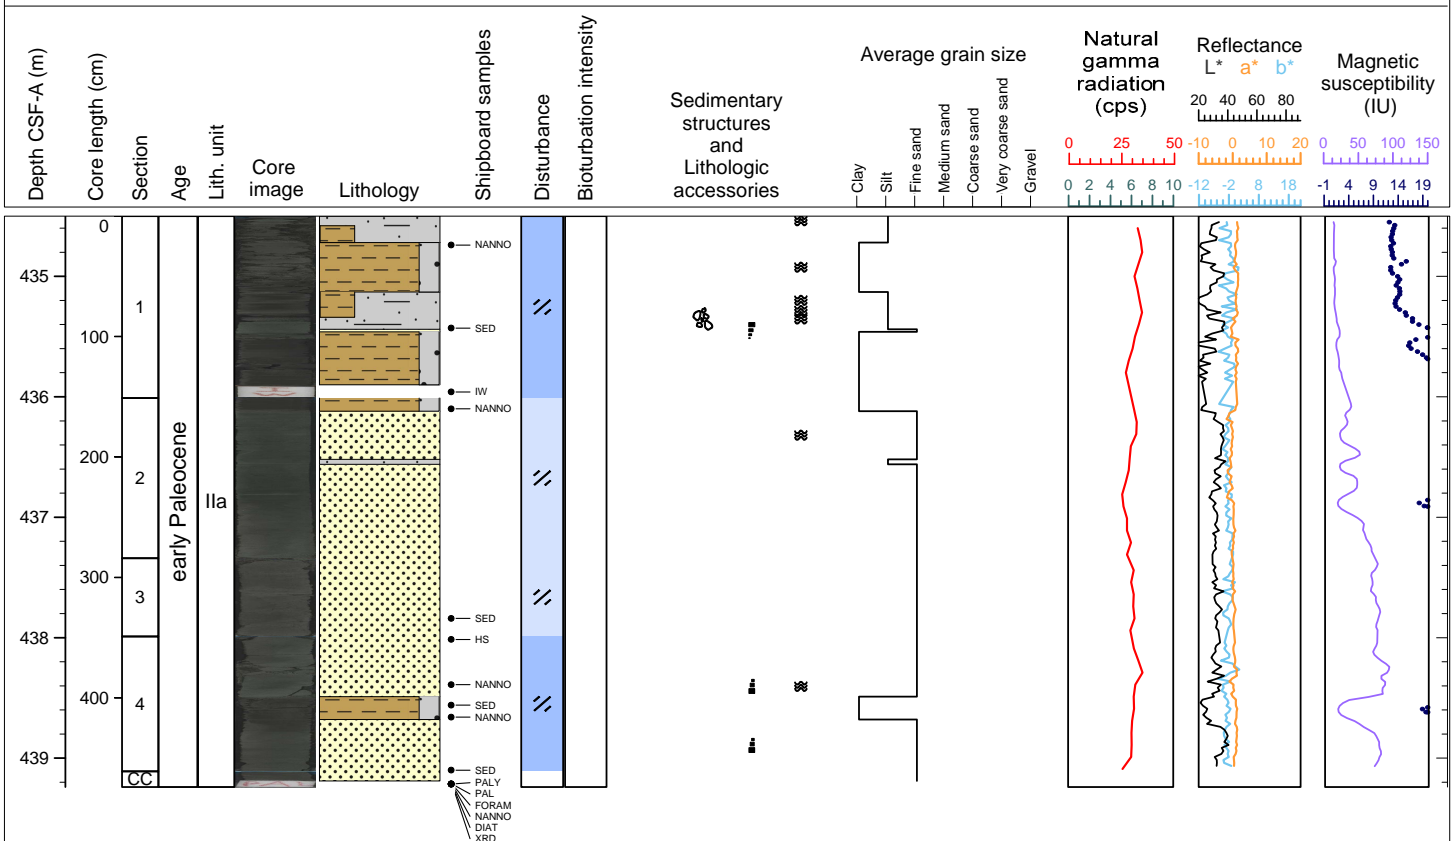 Depth CSF-A (m)
Core length (cm)
Section
Age
Lith. unit
Core
image
Lithology
Shipboard samples
Disturbance
Bioturbation intensity
Sedimentary
structures
and
Lithologic
accessories
Average grain size
Clay
Silt
Fine sand
Medium sand
Coarse sand
Very coarse sand
Gravel
Natural
gamma
radiation
(cps)
0 25 50
0 2 4 6 8 10
Reflectance
L* a* b*
20 40 60 80
-10 0 10 20
-12 -2 8 18
Magnetic
susceptibility
(IU)
0 50 100 150
-1 4 9 14 19
435
436
437
438
439
0
100
200
300
400
1
2
3
4
CC
early Paleocene
IIa
NANNO
SED
IW
NANNO
SED
HS
NANNO
SED
NANNO
SED
PALY
PAL
FORAM
NANNO
DIAT
XRD